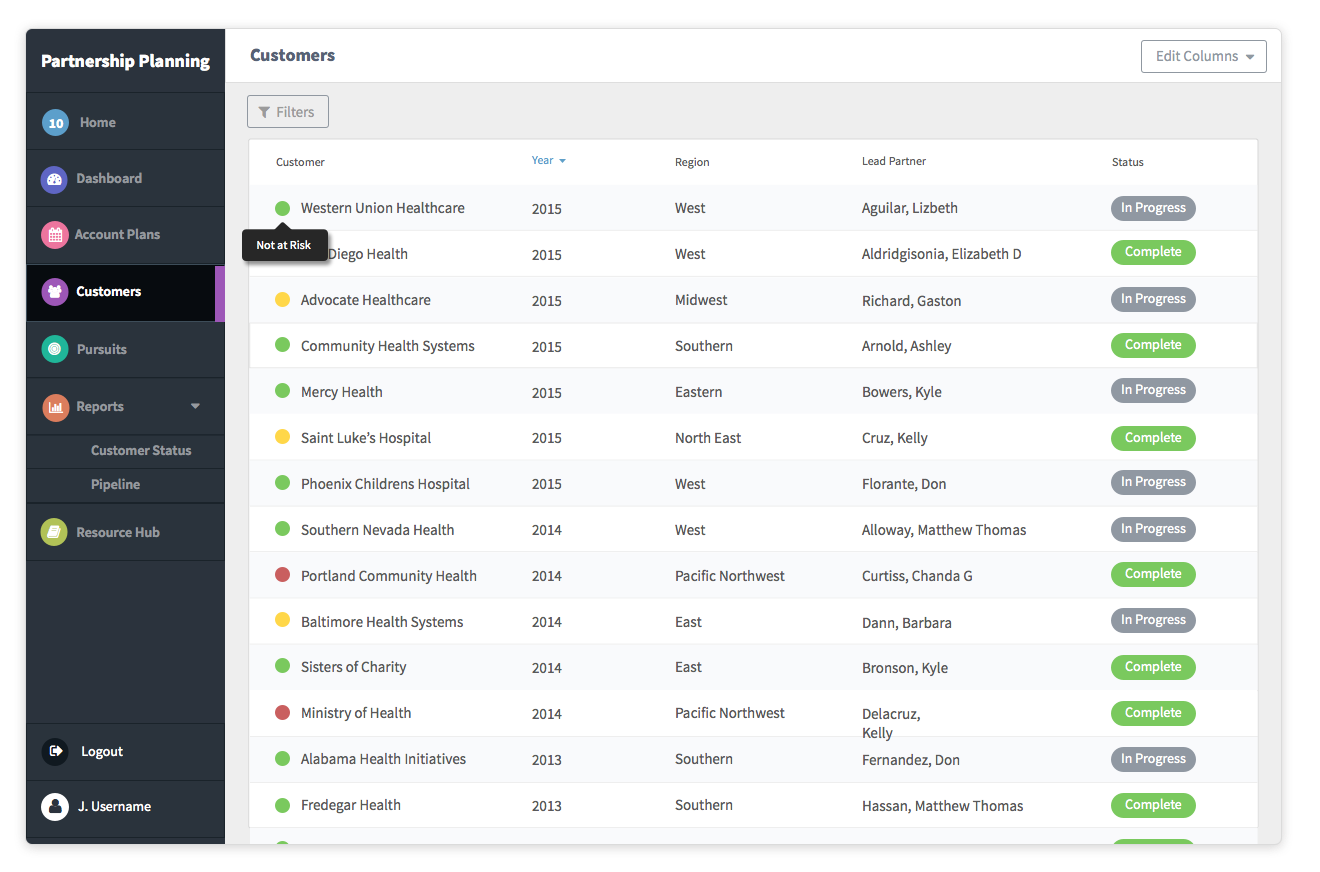 Partnership Planning
Customers
Edit Columns
10 Home
Dashboard
Account Plans
Customers
Pursuits
Reports
Customer Status
Pipeline
Resource Hub
Logout
J. Username
Filters
Customer Year Region Lead Partner Status
Western Union Healthcare 2015 West Aguilar, Lizbeth In Progress
Not at Risk
Diego Health 2015 West Aldridgisonia, Elizabeth D Complete
Advocate Healthcare 2015 Midwest Richard, Gaston In Progress
Community Health Systems 2015 Southern Arnold, Ashley Complete
Mercy Health 2015 Eastern Bowers, Kyle In Progress
Saint Luke’s Hospital 2015 North East Cruz, Kelly Complete
Phoenix Childrens Hospital 2015 West Florante, Don In Progress
Southern Nevada Health 2014 West Alloway, Matthew Thomas In Progress
Portland Community Health 2014 Pacific Northwest Curtiss, Chanda G Complete
Baltimore Health Systems 2014 East Dann, Barbara In Progress
Sisters of Charity 2014 East Bronson, Kyle Complete
Ministry of Health 2014 Pacific Northwest Delacruz, Complete
Kelly
Alabama Health Initiatives 2013 Southern Fernandez, Don In Progress
Fredegar Health 2013 Southern Hassan, Matthew Thomas Complete